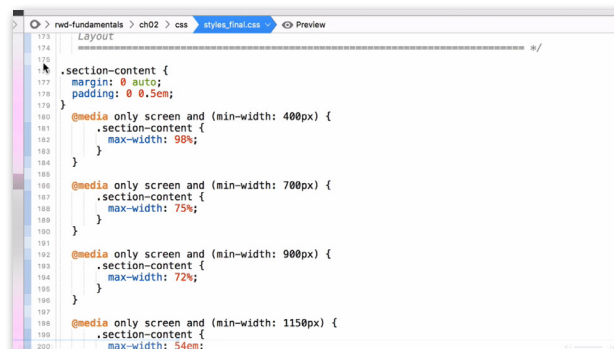 rwd-fundamentals > ch02 > css > styles_final.css Preview
173 Layout
174 ====================================================================== */
175
.section-content {
177 margin: 0 auto;
178 padding: 0 0.5em;
179 }
180 @media only screen and (min-width: 400px) {
181 .section-content {
182 max-width: 98%;
183 }
184 }
185
186 @media only screen and (min-width: 700px) {
187 .section-content {
188 max-width: 75%;
189 }
190 }
191
192 @media only screen and (min-width: 900px) {
193 .section-content {
194 max-width: 72%;
195 }
196 }
197
198 @media only screen and (min-width: 1150px) {
199 .section-content {
200 max-width: 54em;